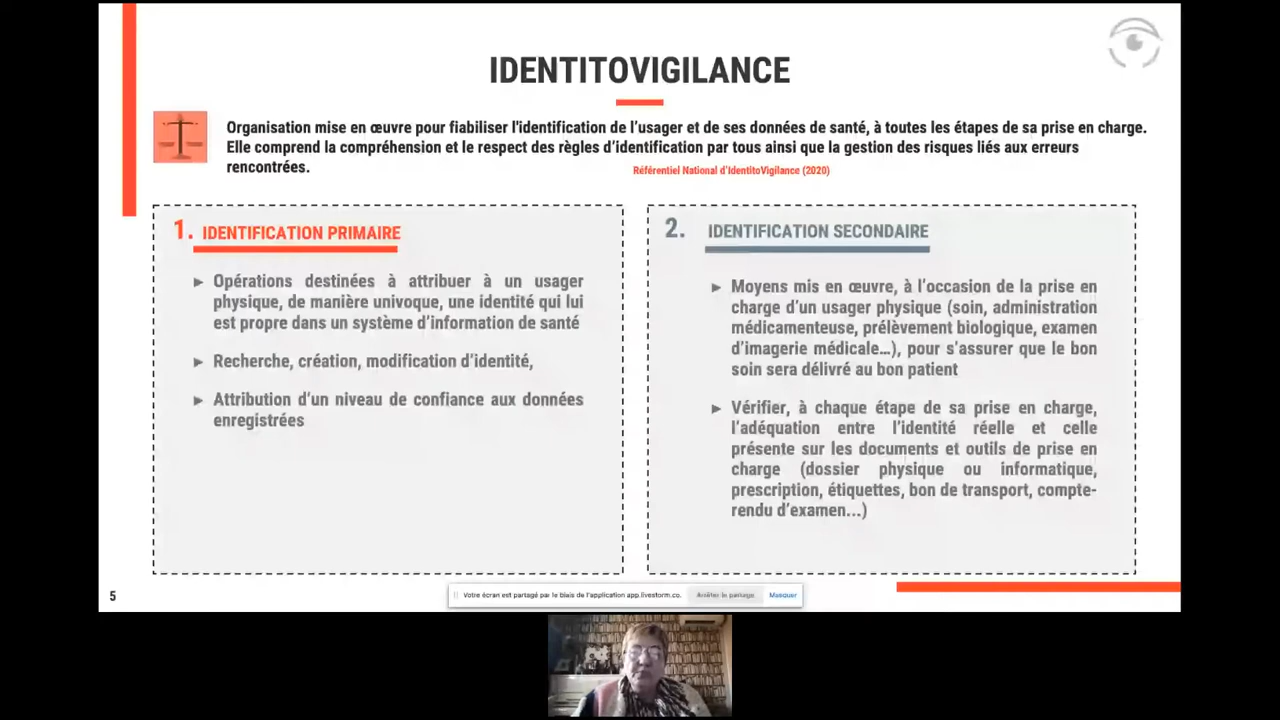 IDENTITOVIGILANCE
Organisation mise en œuvre pour fiabiliser l'identification de l'usager et de ses données de santé, à toutes les étapes de sa prise en charge.
Elle comprend la compréhension et le respect des règles d'identification par tous ainsi que la gestion des risques liés aux erreurs
rencontrées.
Référentiel National d'IdentitoVigilance (2020)
1. IDENTIFICATION PRIMAIRE
► Opérations destinées à attribuer à un usager
physique, de manière univoque, une identité qui lui
est propre dans un système d'information de santé
► Recherche, création, modification d'identité,
► Attribution d'un niveau de confiance aux données
enregistrées
2. IDENTIFICATION SECONDAIRE
► Moyens mis en œuvre, à l'occasion de la prise en
charge d'un usager physique (soin, administration
médicamenteuse, prélèvement biologique, examen
d'imagerie médicale…), pour s'assurer que le bon
soin sera délivré au bon patient
► Vérifier, à chaque étape de sa prise en charge,
l'adéquation entre l'identité réelle et celle
présente sur les documents et outils de prise en
charge (dossier physique ou informatique,
prescription, étiquettes, bon de transport, compte-
rendu d'examen...)
5
Votre écran est partagé par le biais de l'application app.livestorm.co.
Arrêter le partage
Masquer